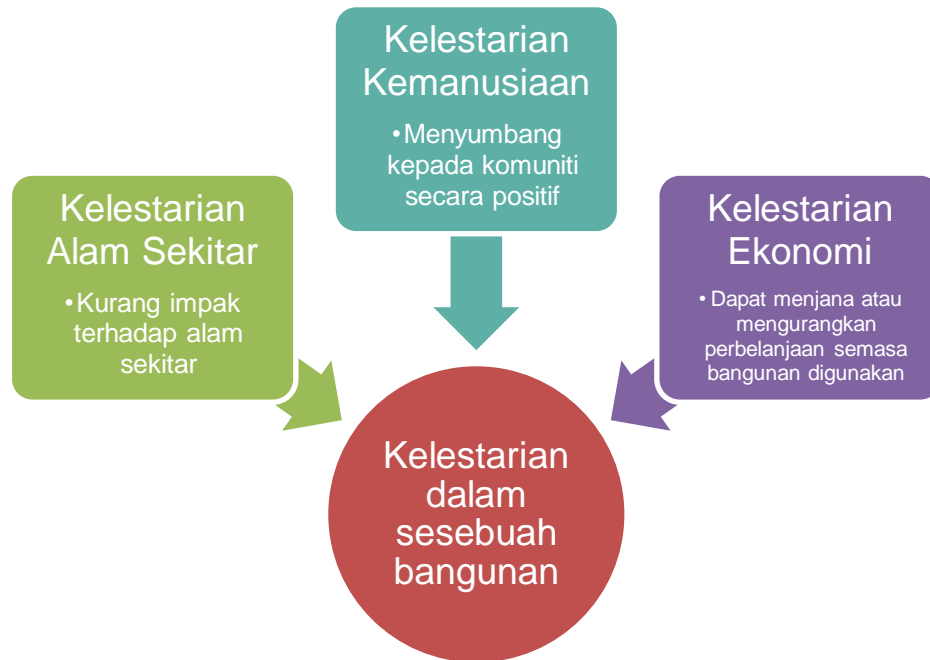 Kelestarian
Kemanusiaan
•Menyumbang
kepada komuniti
secara positif
Kelestarian
Alam Sekitar
•Kurang impak
terhadap alam
sekitar
Kelestarian
Ekonomi
• Dapat menjana atau
mengurangkan
perbelanjaan semasa
bangunan digunakan
Kelestarian
dalam
sesebuah
bangunan